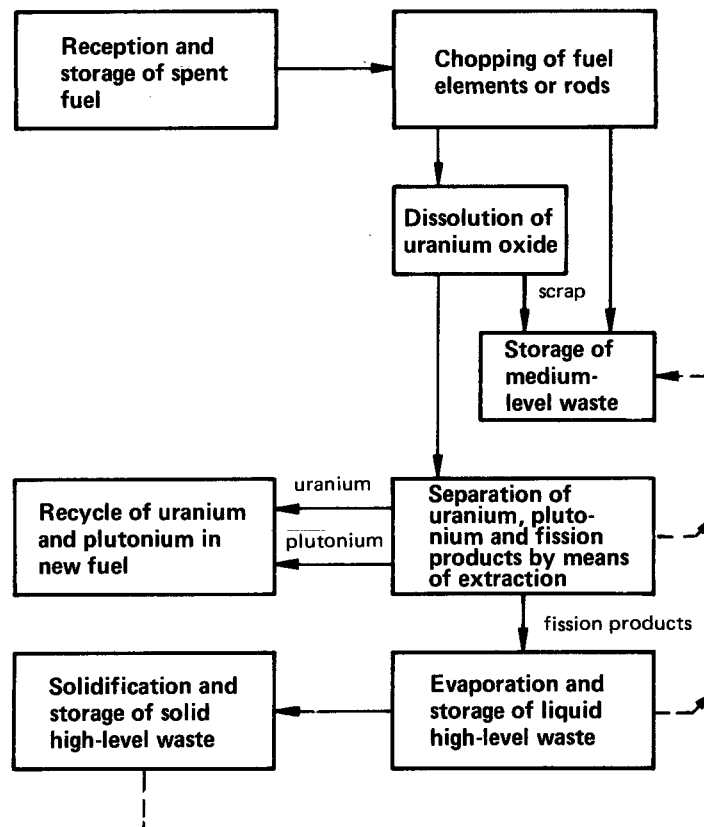 Reception and
storage of spent
fuel
Chopping of fuel
elements or rods
Dissolution of
uranium oxide
scrap
Storage of
medium-
level waste
uranium
plutonium
Recycle of uranium
and plutonium in
new fuel
Separation of
uranium, pluto-
nium and fission
products by means
of extraction
fission products
Solidification and
storage of solid
high-level waste
Evaporation and
storage of liquid
high-level waste